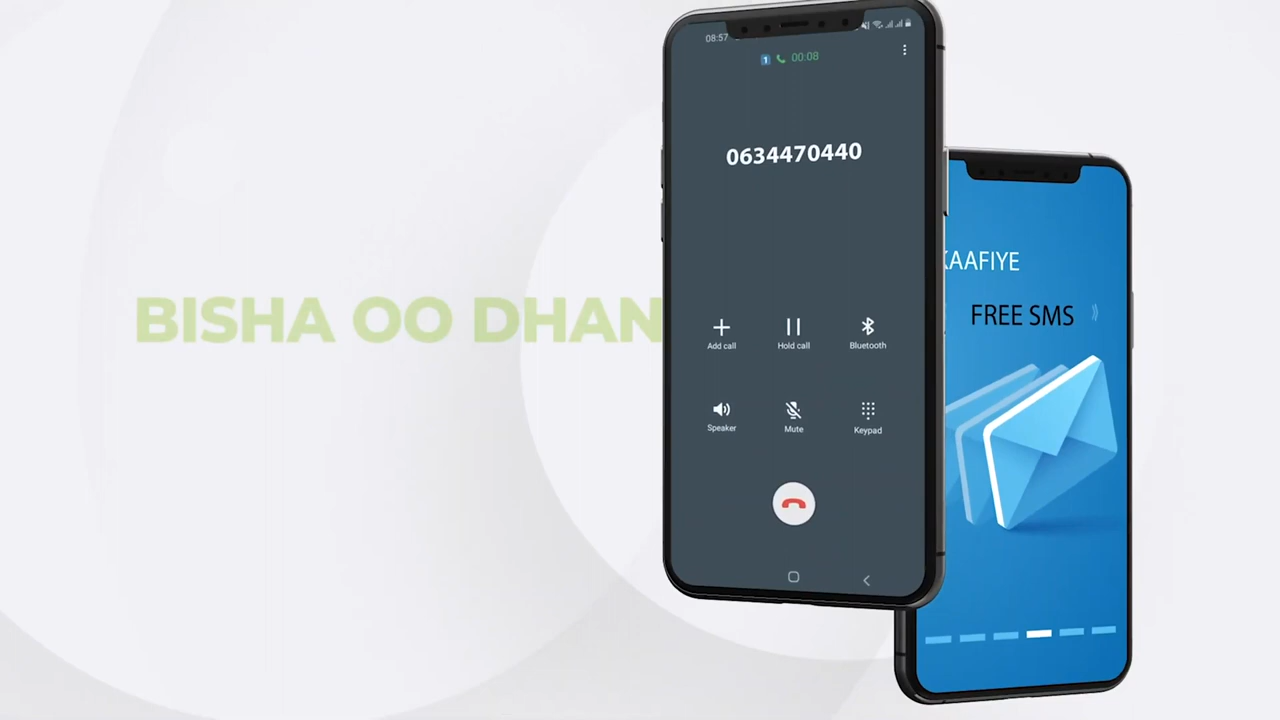 BISHA OO DHAN
08:57
1 00:08
0634470440
Add call
Hold call
Bluetooth
Speaker
Mute
Keypad
KAAFIYE
FREE SMS